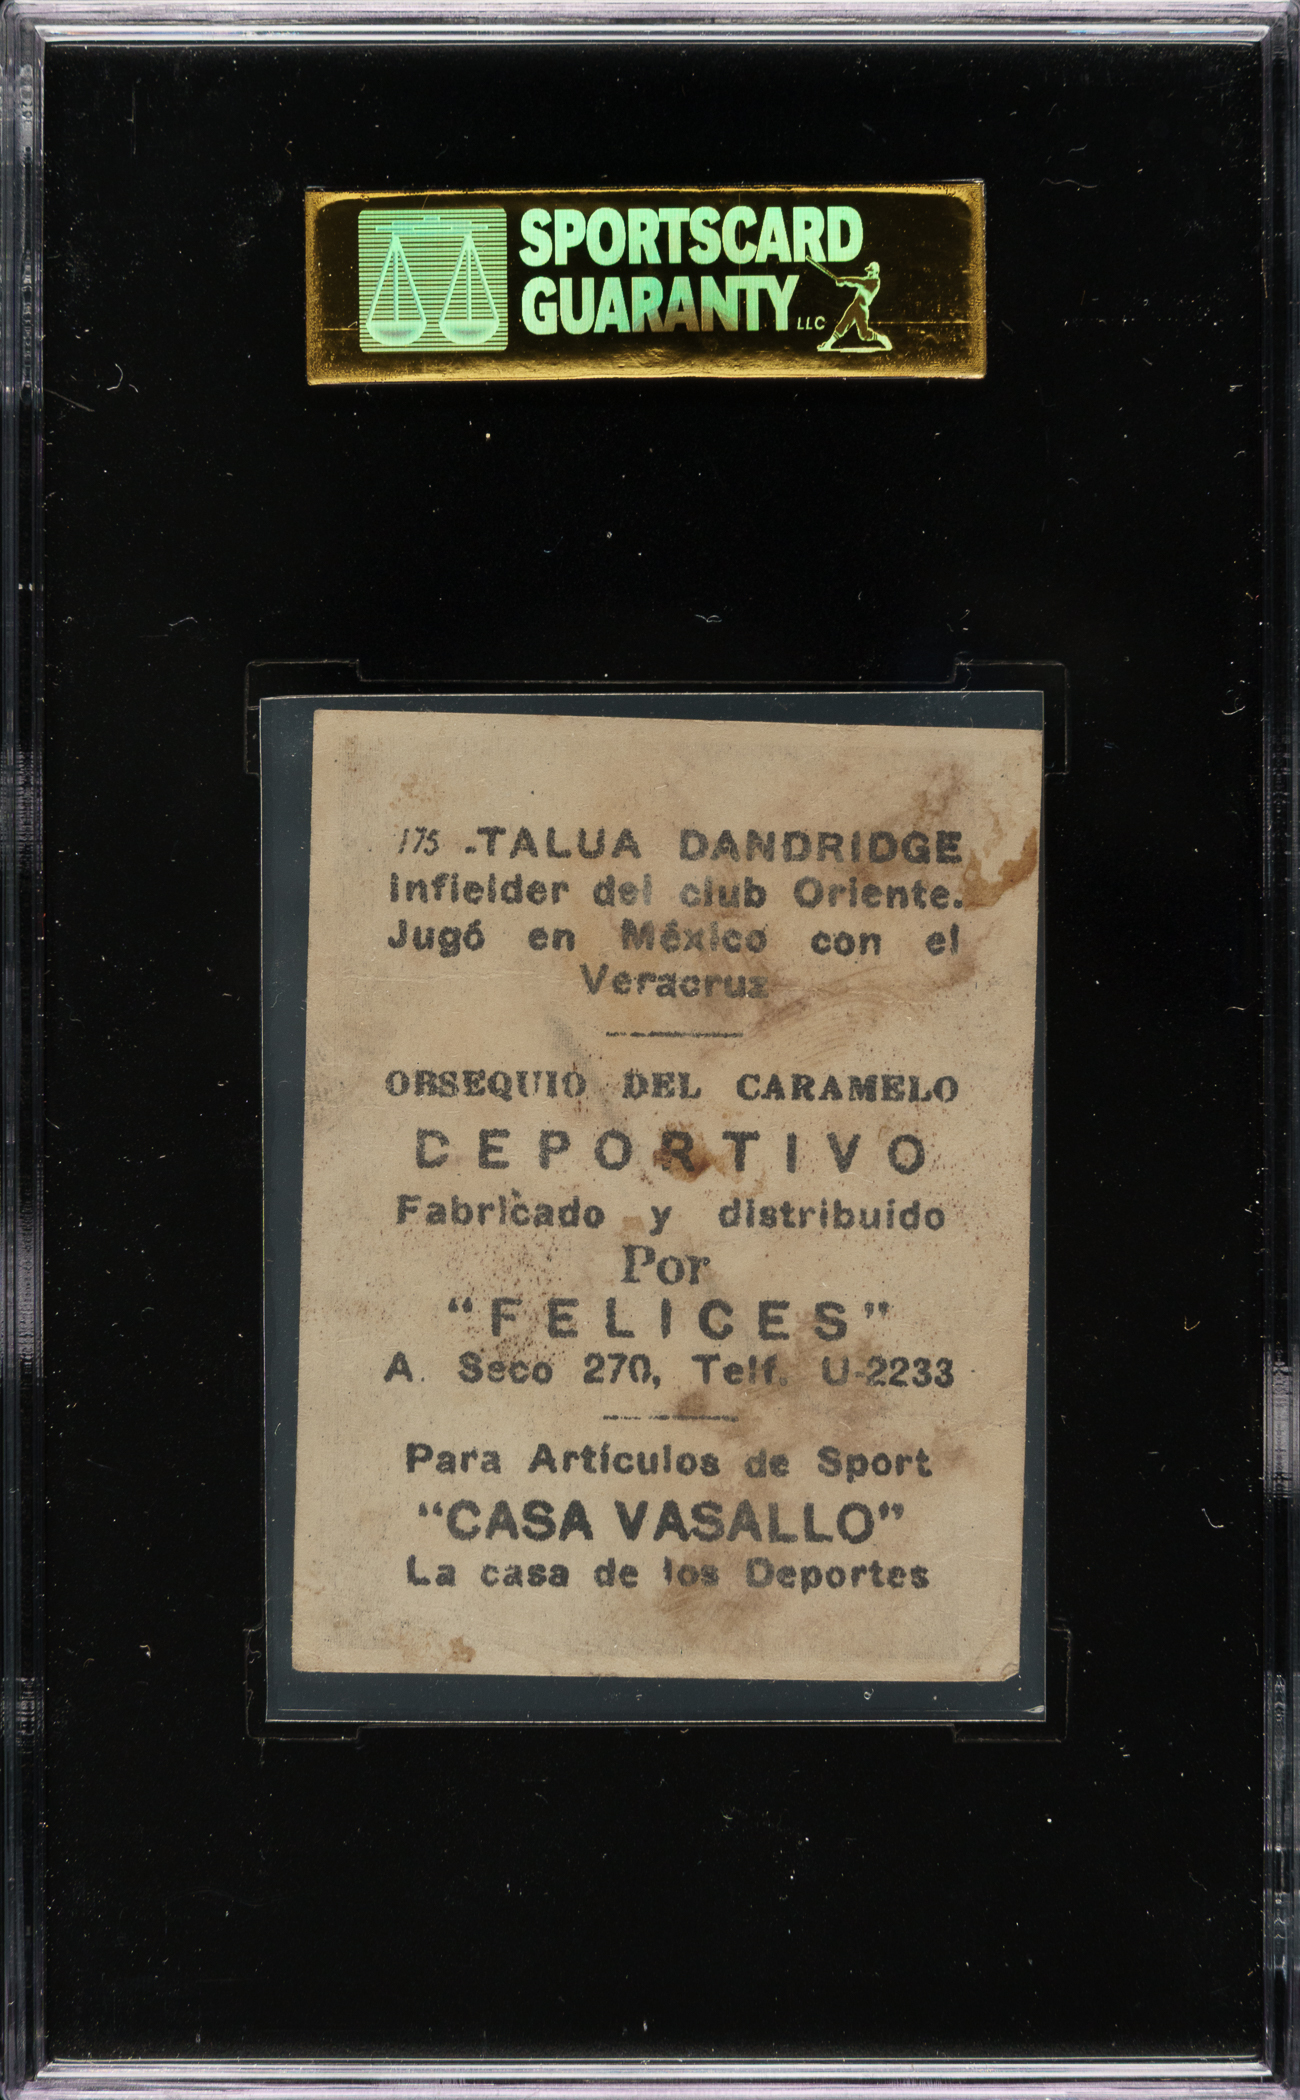 SPORTSCARD
GUARANTY LLC
175 .TALUA DANDRIDGE
Infielder del club Oriente.
Jugó en México con el
Veracruz
OBSEQUIO DEL CARAMELO
DEPORTIVO
Fabricado y distribuído
Por
"FELICES"
A. Seco 270, Telf. U-2233
Para Artículos de Sport
"CASA VASALLO"
La casa de los Deportes